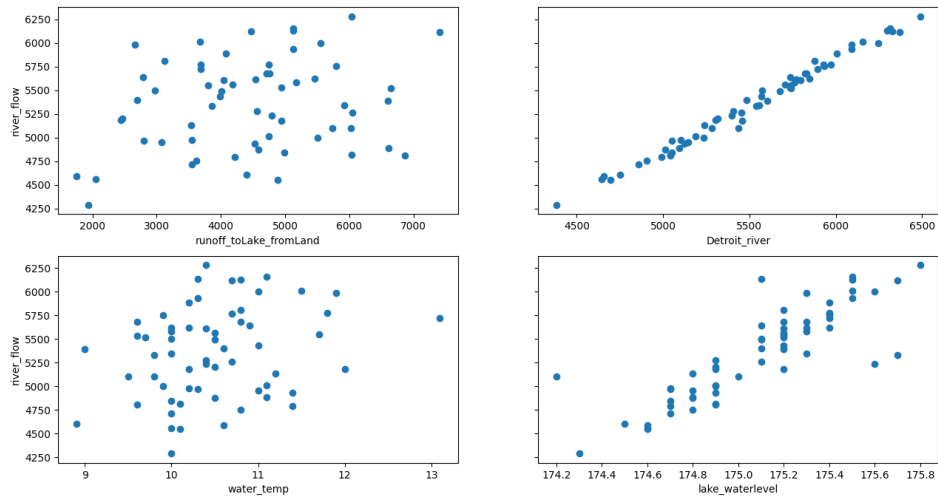 6250
6000
5750
5500
5250
5000
4750
4500
4250
river_flow
2000 3000 4000 5000 6000 7000
runoff_toLake_fromLand
4500 5000 5500 6000 6500
Detroit_river
6250
6000
5750
5500
5250
5000
4750
4500
4250
river_flow
9 10 11 12 13
water_temp
174.2 174.4 174.6 174.8 175.0 175.2 175.4 175.6 175.8
lake_waterlevel